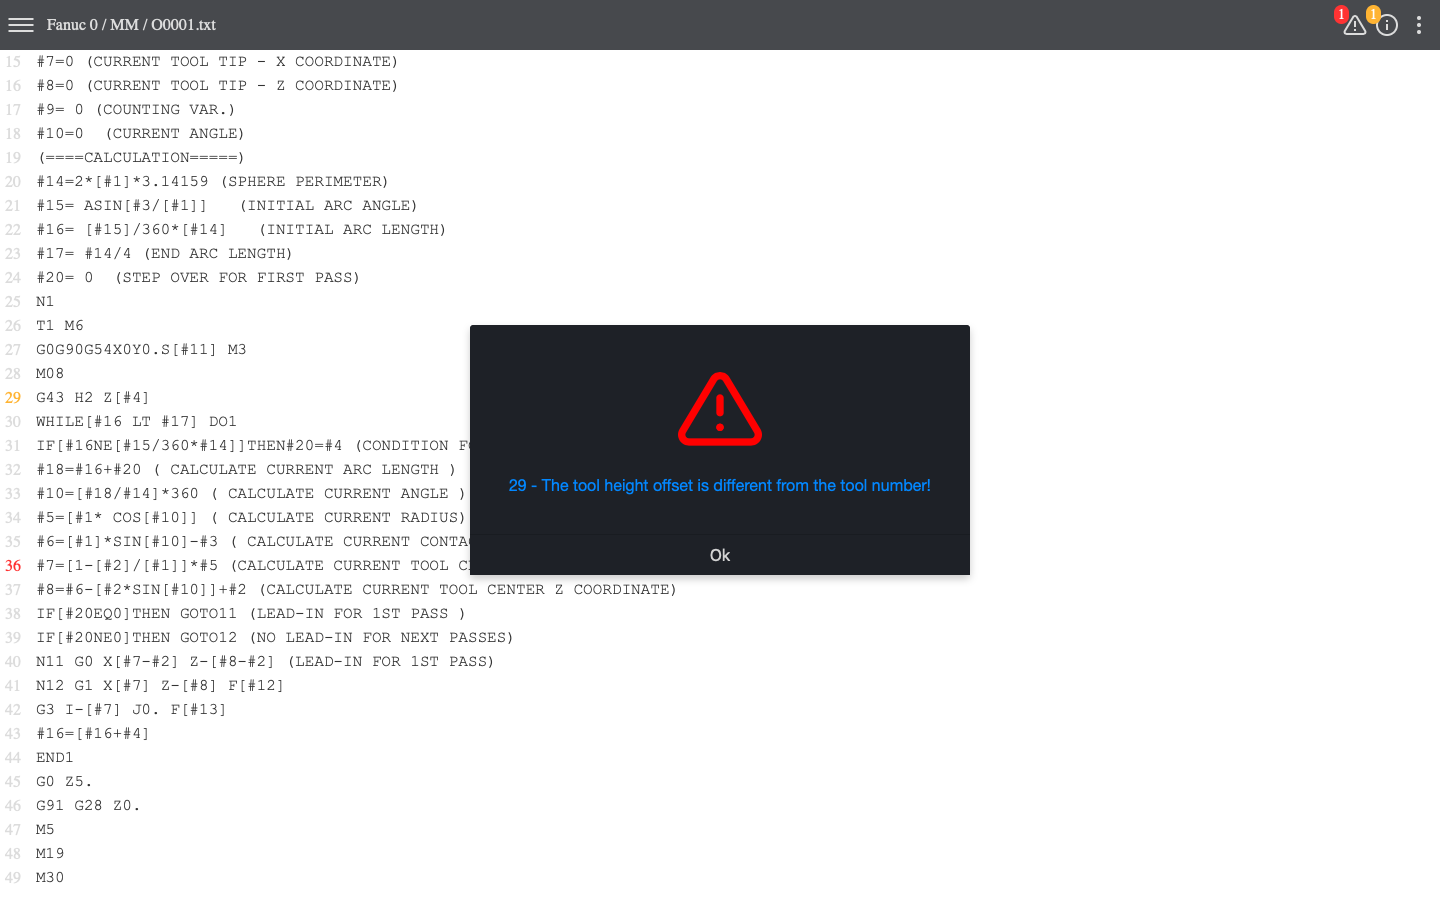 Fanuc 0 / MM / O0001.txt
1
1
15 #7=0 (CURRENT TOOL TIP - X COORDINATE)
16 #8=0 (CURRENT TOOL TIP - Z COORDINATE)
17 #9= 0 (COUNTING VAR.)
18 #10=0  (CURRENT ANGLE)
19 (====CALCULATION=====)
20 #14=2*[#1]*3.14159 (SPHERE PERIMETER)
21 #15= ASIN[#3/[#1]]   (INITIAL ARC ANGLE)
22 #16= [#15]/360*[#14]   (INITIAL ARC LENGTH)
23 #17= #14/4 (END ARC LENGTH)
24 #20= 0  (STEP OVER FOR FIRST PASS)
25 N1
26 T1 M6
27 G0G90G54X0Y0.S[#11] M3
28 M08
29 G43 H2 Z[#4]
30 WHILE[#16 LT #17] DO1
31 IF[#16NE[#15/360*#14]]THEN#20=#4 (CONDITION
32 #18=#16+#20 ( CALCULATE CURRENT ARC LENGTH )
33 #10=[#18/#14]*360 ( CALCULATE CURRENT ANGLE )
34 #5=[#1* COS[#10]] ( CALCULATE CURRENT RADIUS)
35 #6=[#1]*SIN[#10]-#3 ( CALCULATE CURRENT
36 #7=[1-[#2]/[#1]]*#5 (CALCULATE CURRENT TOOL
37 #8=#6-[#2*SIN[#10]]+#2 (CALCULATE CURRENT TOOL CENTER Z COORDINATE)
38 IF[#20EQ0]THEN GOTO11 (LEAD-IN FOR 1ST PASS )
39 IF[#20NE0]THEN GOTO12 (NO LEAD-IN FOR NEXT PASSES)
40 N11 G0 X[#7-#2] Z-[#8-#2] (LEAD-IN FOR 1ST PASS)
41 N12 G1 X[#7] Z-[#8] F[#12]
42 G3 I-[#7] J0. F[#13]
43 #16=[#16+#4]
44 END1
45 G0 Z5.
46 G91 G28 Z0.
47 M5
48 M19
49 M30
29 - The tool height offset is different from the tool number!
Ok